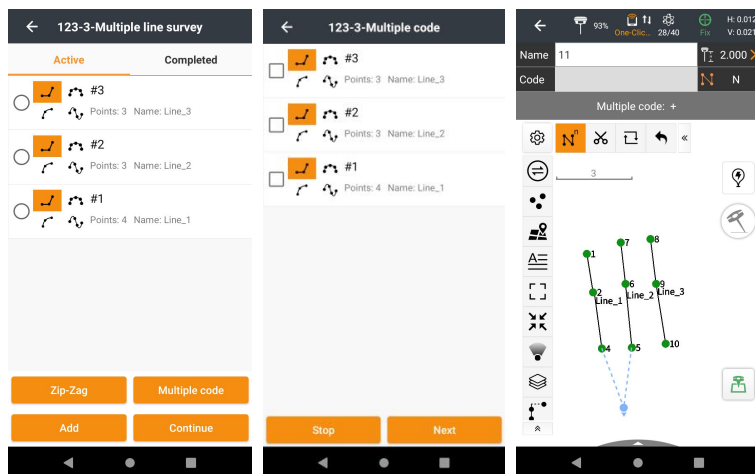 123-3-Multiple line survey
Active Completed
#3
Points: 3 Name: Line_3
#2
Points: 3 Name: Line_2
#1
Points: 4 Name: Line_1
Zip-Zag Multiple code
Add Continue
123-3-Multiple code
#3
Points: 3 Name: Line_3
#2
Points: 3 Name: Line_2
#1
Points: 4 Name: Line_1
Stop Next
93% One-Clic... 28/40 Fix H: 0.012
V: 0.021
Name 11 2.000
Code N
Multiple code: +
3
1 7 8
2 6 9
Line_1 Line_2 Line_3
4 5 10